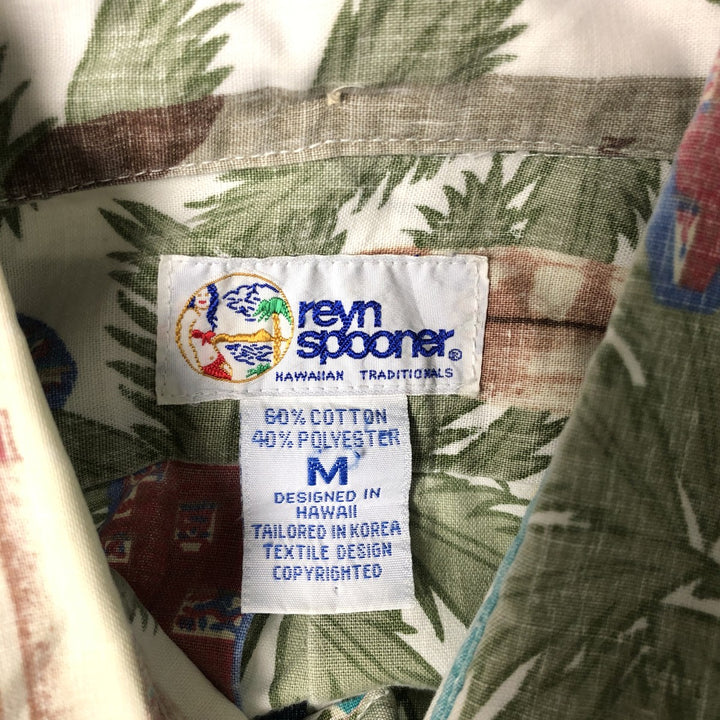 reyn
spooner®
HAWAIIAN TRADITIONALS
60% COTTON
40% POLYESTER
M
DESIGNED IN
HAWAII
TAILORED IN KOREA
TEXTILE DESIGN
COPYRIGHTED